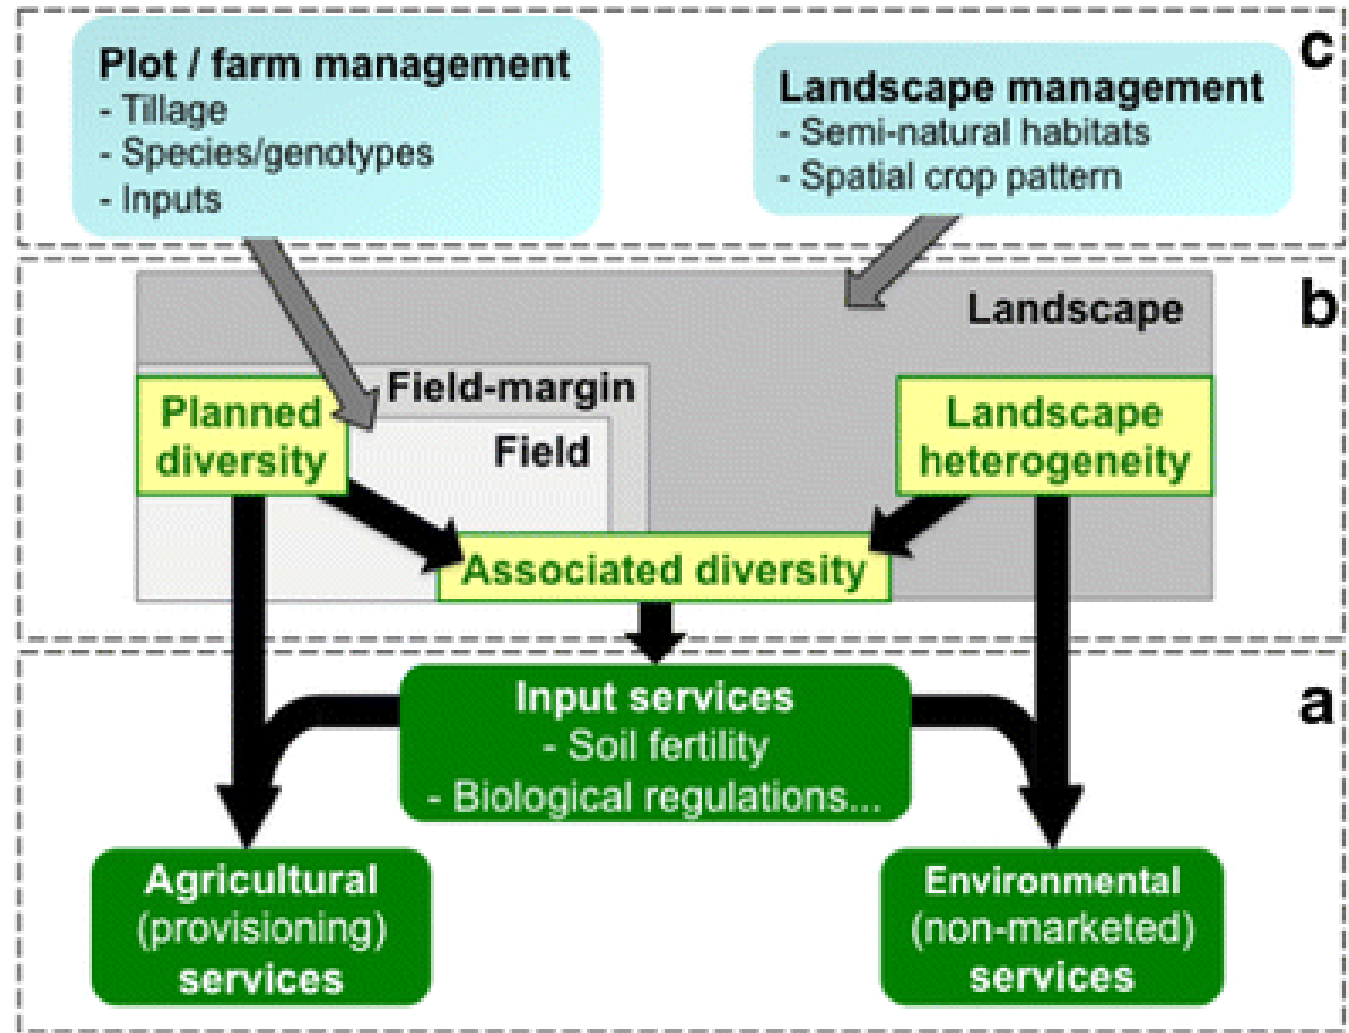 Plot / farm management
- Tillage
- Species/genotypes
- Inputs
c
Landscape management
- Semi-natural habitats
- Spatial crop pattern
b
Landscape
Field-margin
Field
Planned
diversity
Landscape
heterogeneity
Associated diversity
a
Input services
- Soil fertility
- Biological regulations...
Agricultural
(provisioning)
services
Environmental
(non-marketed)
services